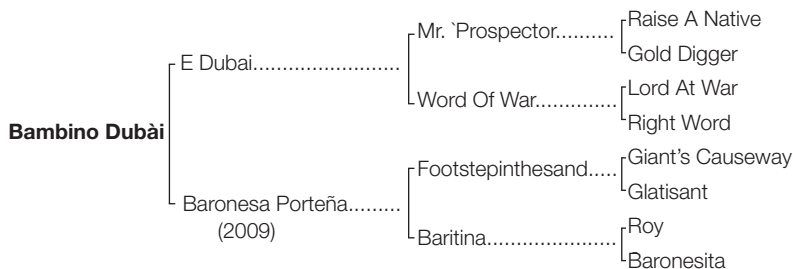 Raise A Native
Mr. `Prospector..........
Gold Digger
E Dubai............................
Lord At War
Word Of War...............
Right Word
Bambino Dubài
Giant's Causeway
Footstepinthesand.....
Glatisant
Baronesa Porteña.........
(2009)
Roy
Baritina.......................
Baronesita